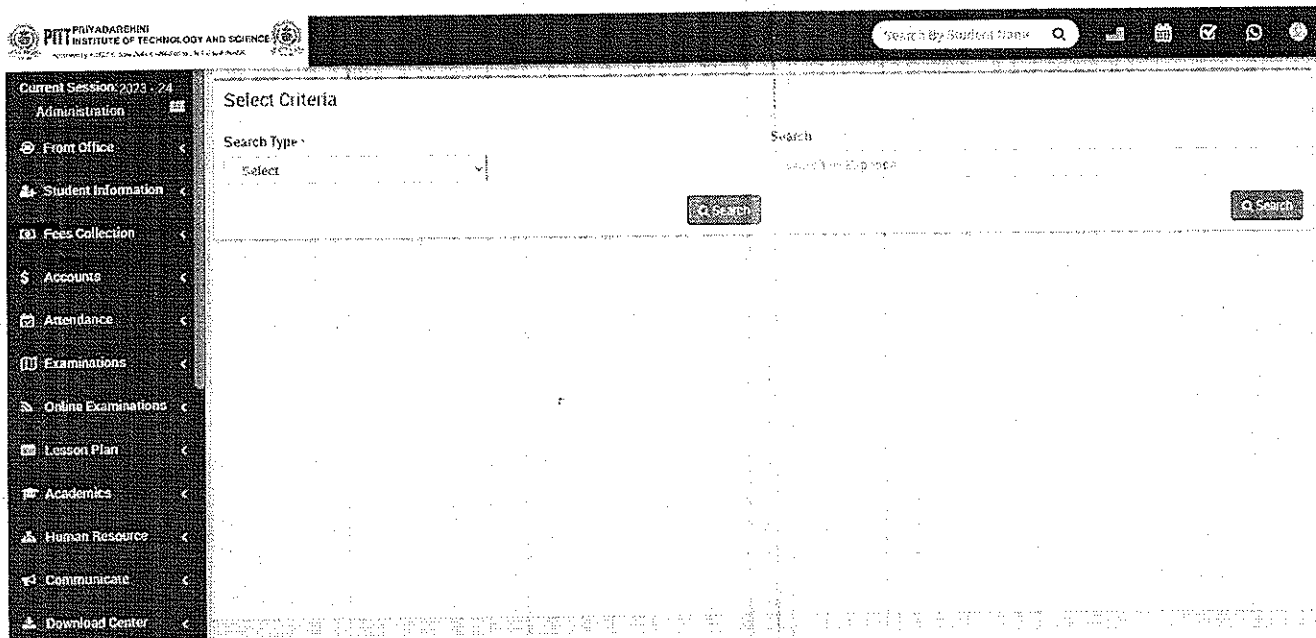 PITT PRIYADARSHINI
INSTITUTE OF TECHNOLOGY AND SCIENCE
Search By Student Name
Current Session: 2023 - 24
Administration
Front Office
Student Information
Fees Collection
Accounts
Attendance
Examinations
Online Examinations
Lesson Plan
Academics
Human Resource
Communicate
Download Center
Select Criteria
Search Type
Select
Search
Search
Search